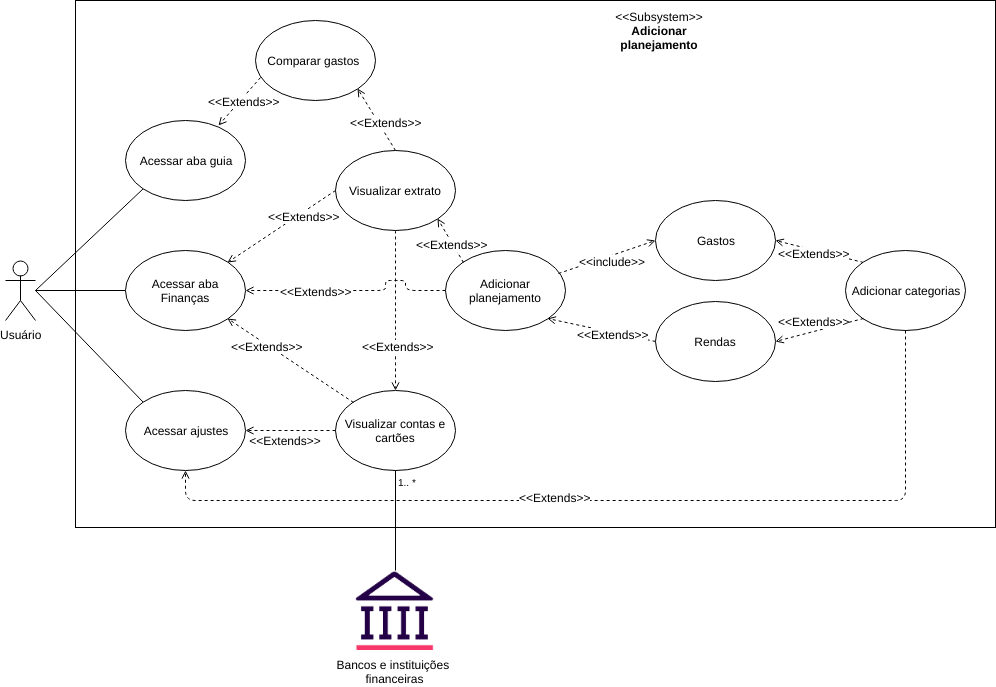 <<Subsystem>>
Adicionar
planejamento
Comparar gastos
<<Extends>>
<<Extends>>
Acessar aba guia
Visualizar extrato
<<Extends>>
<<Extends>>
Gastos
<<Extends>>
<<include>>
Acessar aba
Finanças
<<Extends>>
Adicionar
planejamento
Adicionar categorias
Usuário
<<Extends>>
<<Extends>>
<<Extends>>
<<Extends>>
Rendas
Acessar ajustes
<<Extends>>
Visualizar contas e
cartões
1.. *
<<Extends>>
Bancos e instituições
financeiras